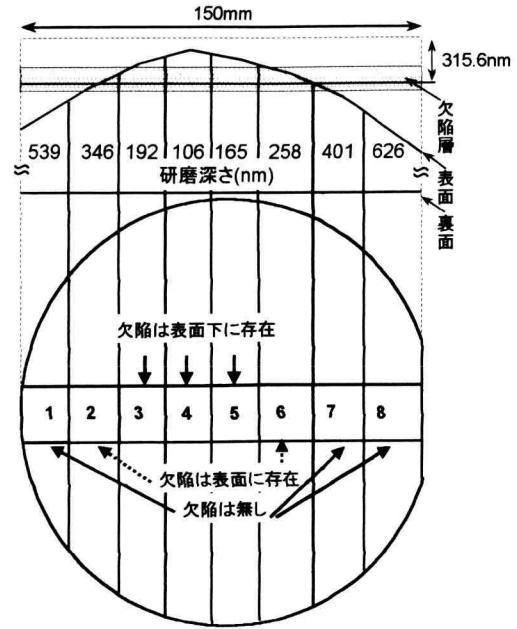 150mm
315.6nm
欠陥層
表面
裏面
539 346 192 106 165 258 401 626
研磨深さ(nm)
欠陥は表面下に存在
1 2 3 4 5 6 7 8
欠陥は表面に存在
欠陥は無し